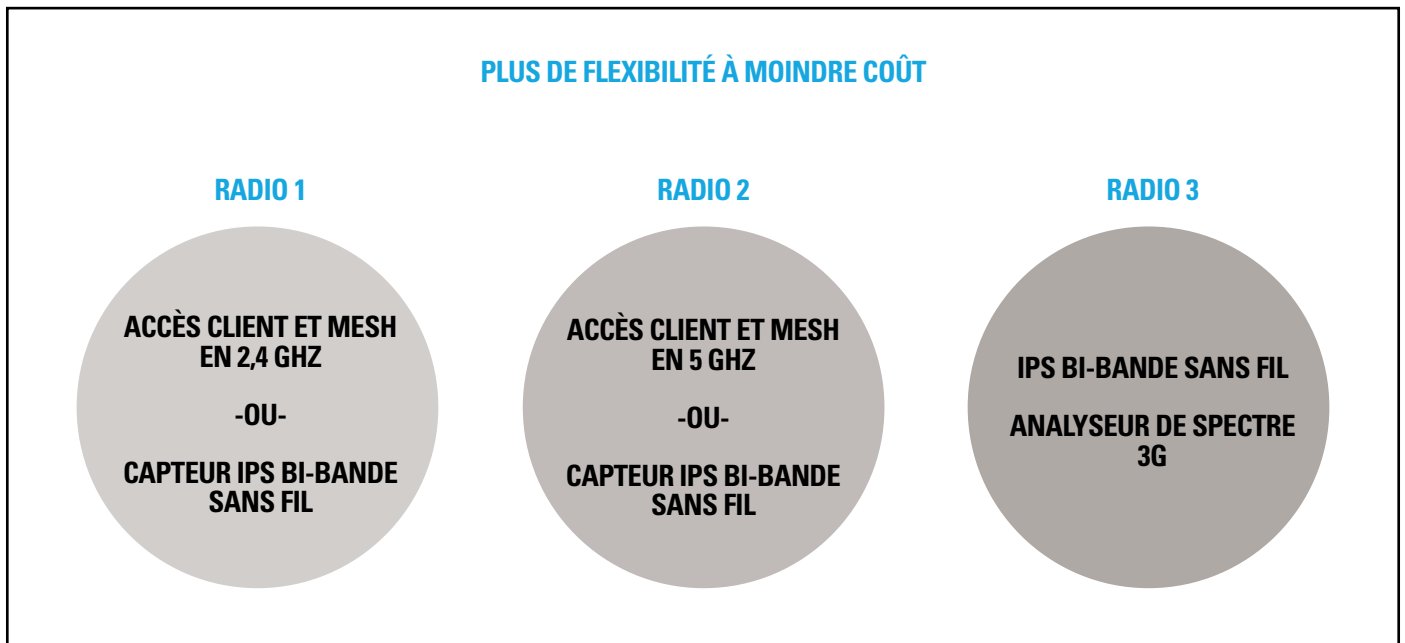 PLUS DE FLEXIBILITÉ À MOINDRE COÛT
RADIO 1
ACCÈS CLIENT ET MESH
EN 2,4 GHZ
-OU-
CAPTEUR IPS BI-BANDE
SANS FIL
RADIO 2
ACCÈS CLIENT ET MESH
EN 5 GHZ
-OU-
CAPTEUR IPS BI-BANDE
SANS FIL
RADIO 3
IPS BI-BANDE SANS FIL
ANALYSEUR DE SPECTRE
3G